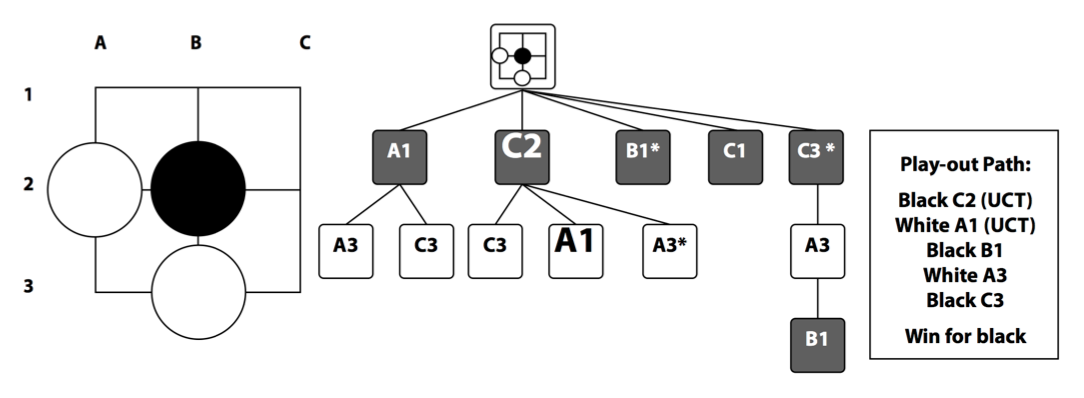 A B C
1
2
3
A1 C2 B1* C1 C3 *
A3 C3 C3 A1 A3* A3
B1
Play-out Path:
Black C2 (UCT)
White A1 (UCT)
Black B1
White A3
Black C3
Win for black